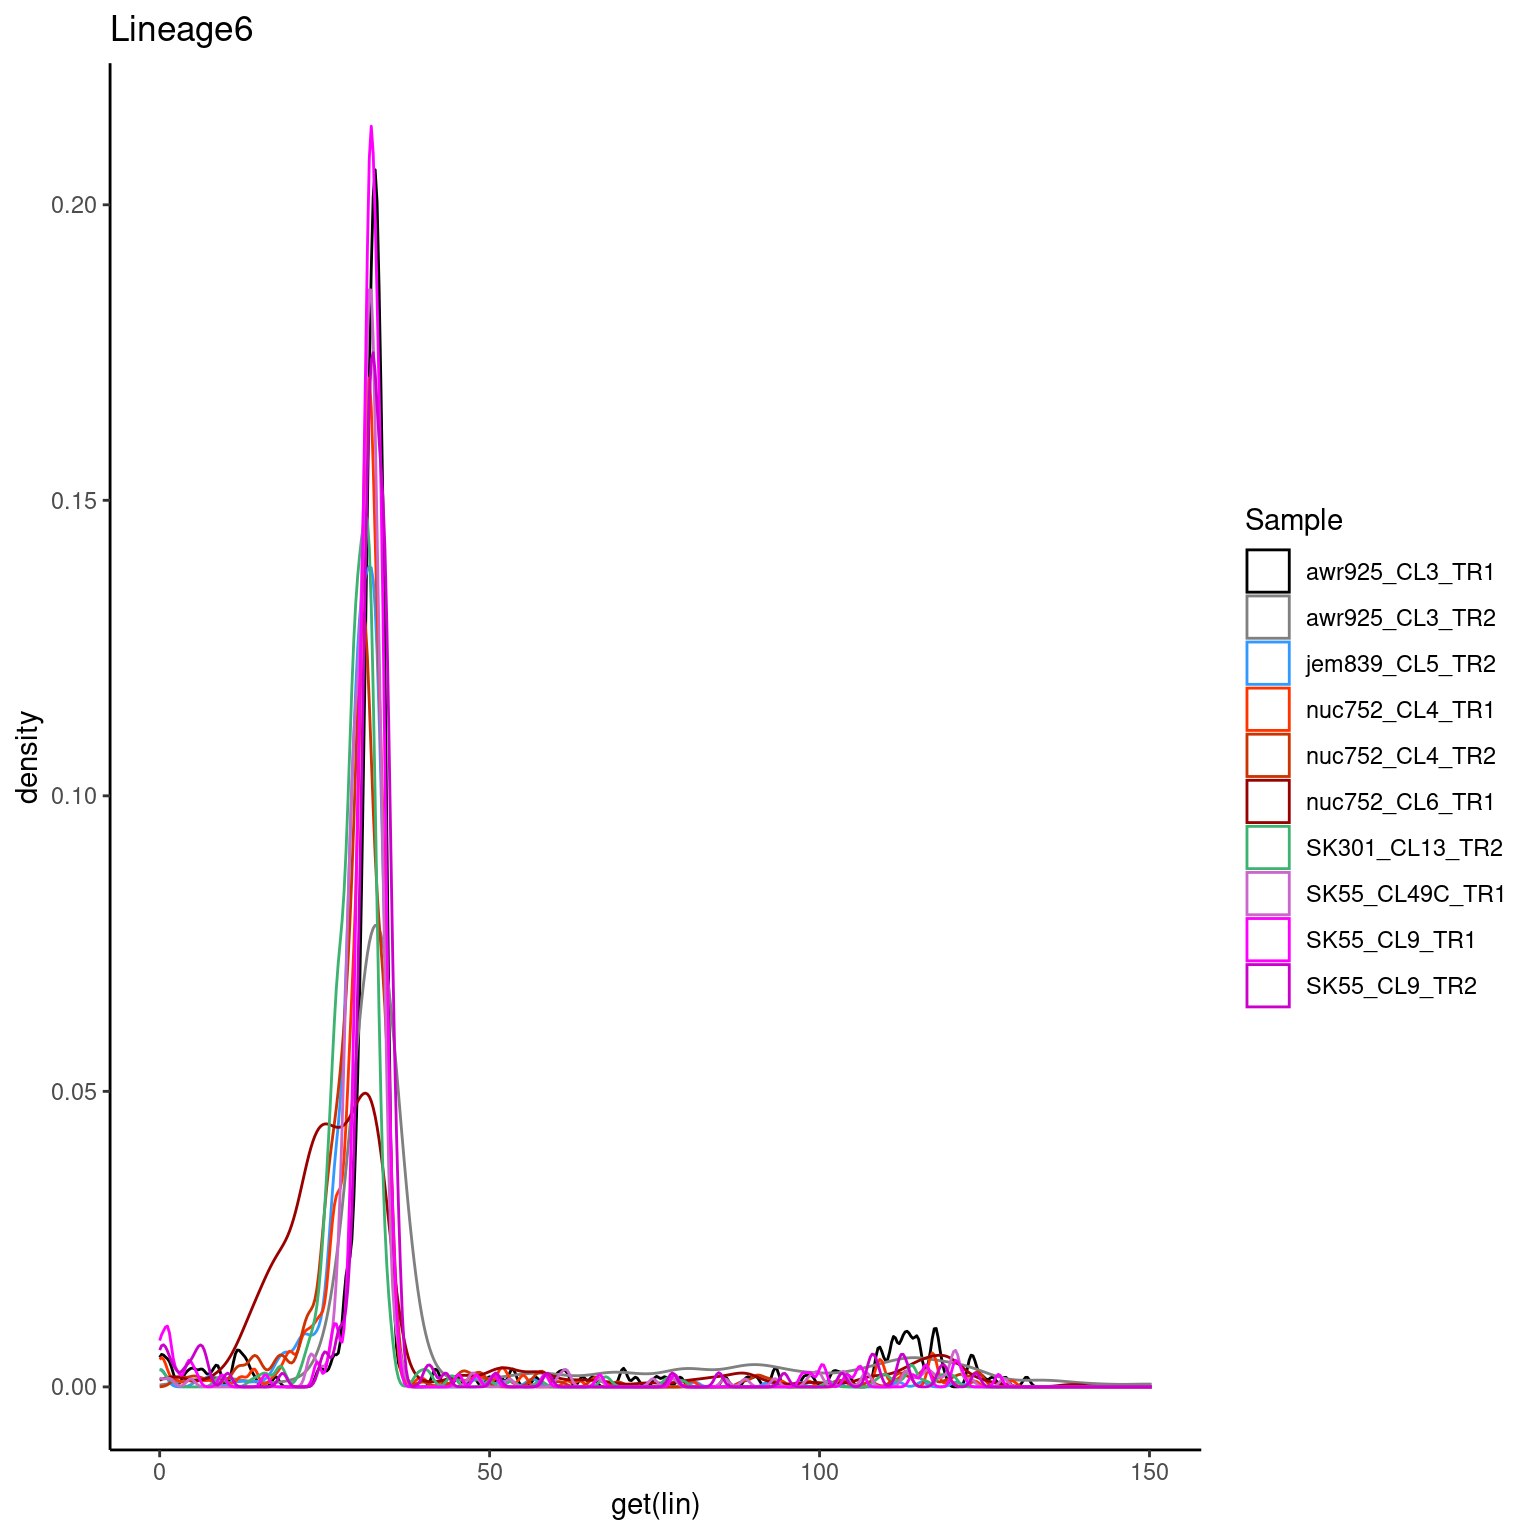 Lineage6
0.20
0.15
0.10
0.05
0.00
density
0
50
100
150
get(lin)
Sample
awr925_CL3_TR1
awr925_CL3_TR2
jem839_CL5_TR2
nuc752_CL4_TR1
nuc752_CL4_TR2
nuc752_CL6_TR1
SK301_CL13_TR2
SK55_CL49C_TR1
SK55_CL9_TR1
SK55_CL9_TR2